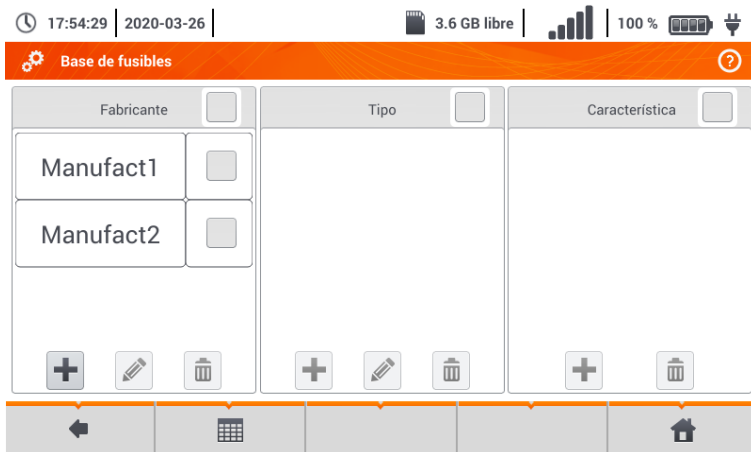 17:54:29 2020-03-26 3.6 GB libre 100 %
Base de fusibles ?
Fabricante Tipo Característica
Manufact1
Manufact2